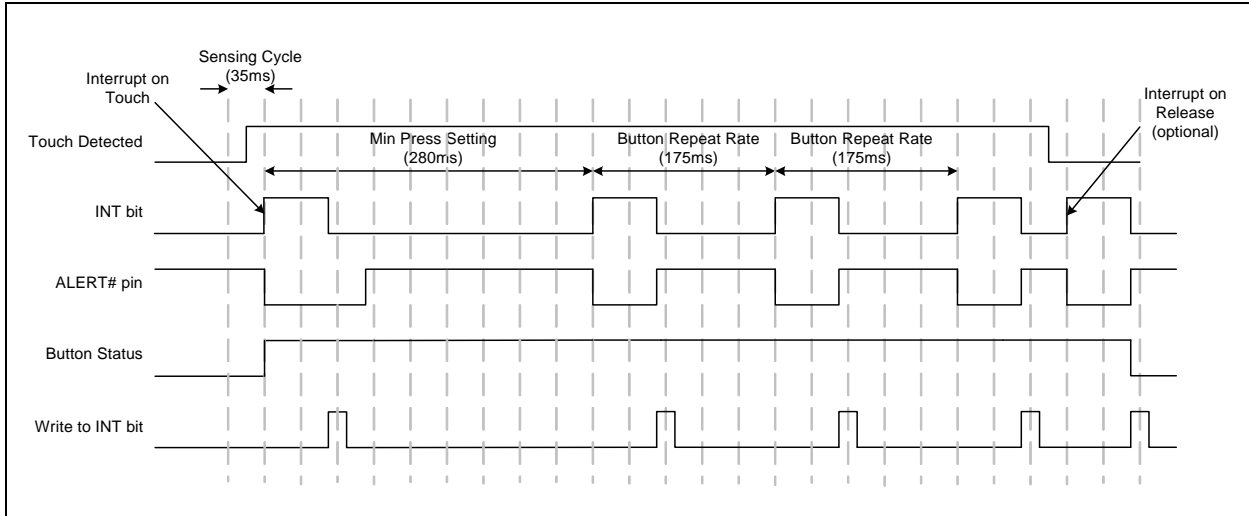 Sensing Cycle
(35ms)
Interrupt on
Touch
Interrupt on
Release
(optional)
Touch Detected
Min Press Setting
(280ms)
Button Repeat Rate
(175ms)
Button Repeat Rate
(175ms)
INT bit
ALERT# pin
Button Status
Write to INT bit